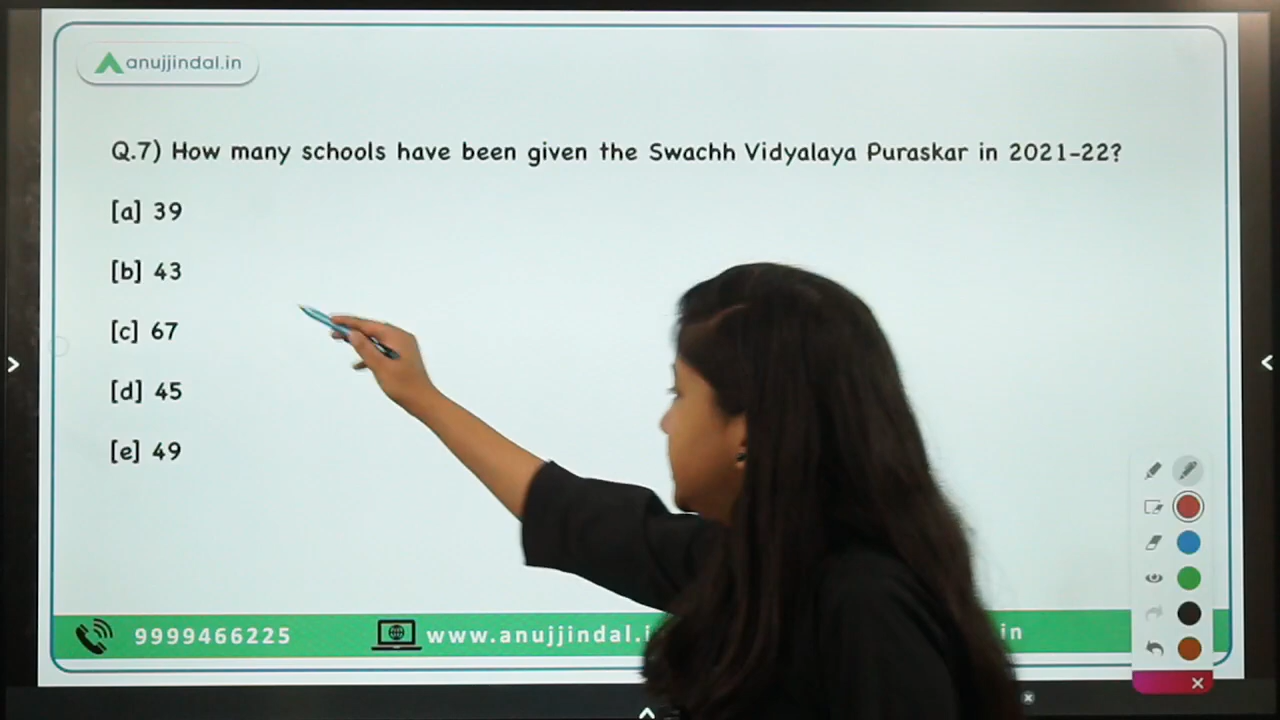 anujjindal.in
Q.7) How many schools have been given the Swachh Vidyalaya Puraskar in 2021-22?
[a] 39
[b] 43
[c] 67
[d] 45
[e] 49
9999466225
www.anujjindal.i
in